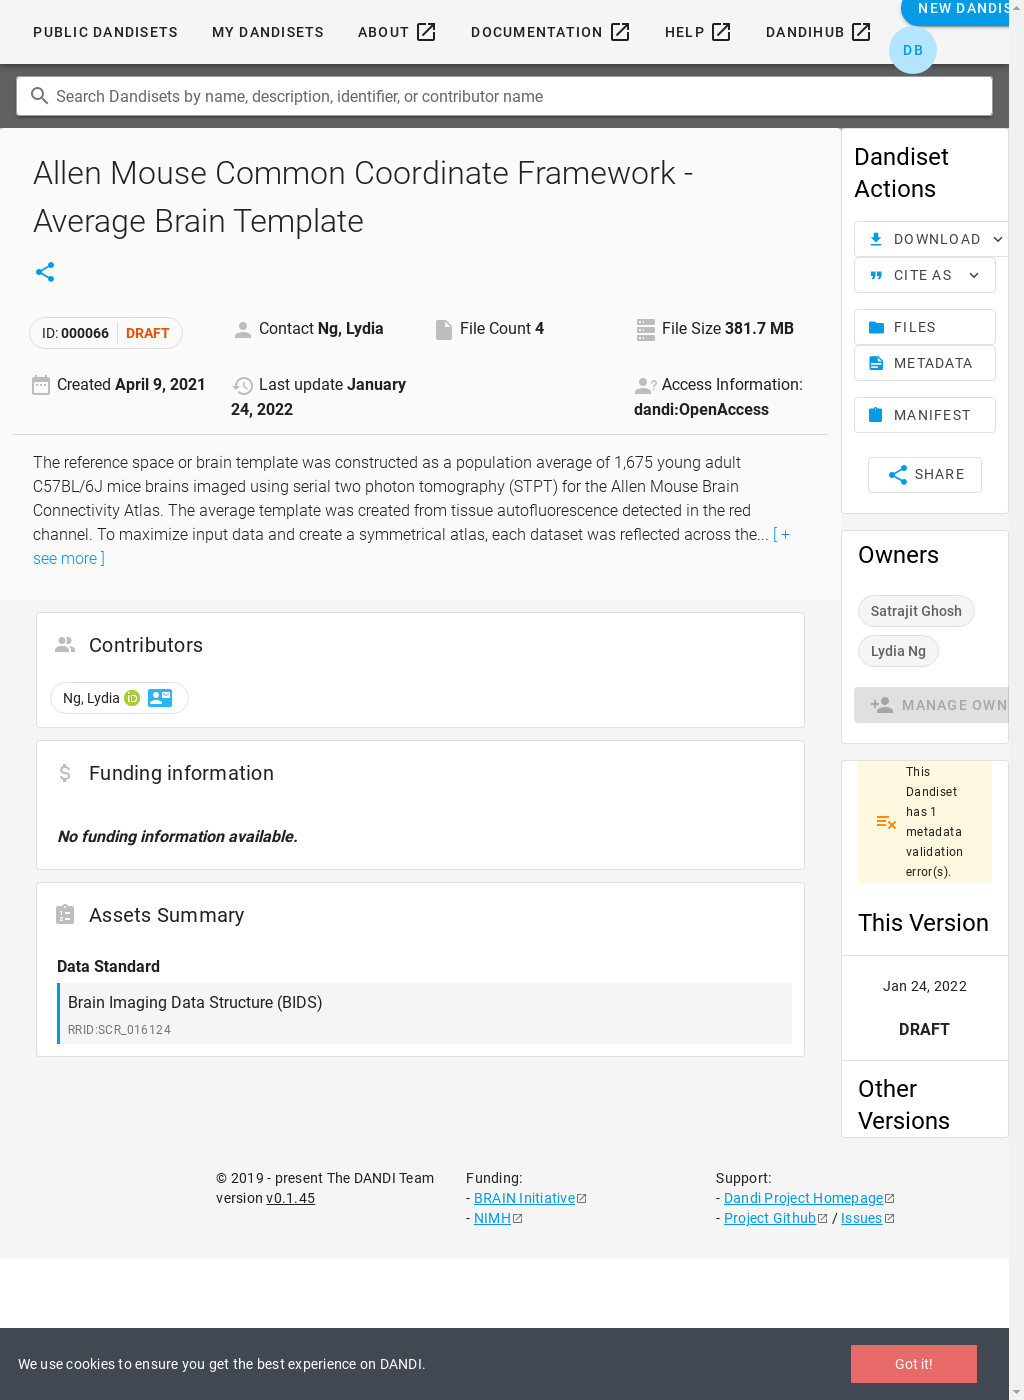 PUBLIC DANDISETS
MY DANDISETS
ABOUT
DOCUMENTATION
HELP
DANDIHUB
NEW DANDIS
DB
Search Dandisets by name, description, identifier, or contributor name
Allen Mouse Common Coordinate Framework -
Average Brain Template
ID: 000066 DRAFT
Contact Ng, Lydia
File Count 4
File Size 381.7 MB
Created April 9, 2021
Last update January
24, 2022
Access Information:
dandi:OpenAccess
The reference space or brain template was constructed as a population average of 1,675 young adult
C57BL/6J mice brains imaged using serial two photon tomography (STPT) for the Allen Mouse Brain
Connectivity Atlas. The average template was created from tissue autofluorescence detected in the red
channel. To maximize input data and create a symmetrical atlas, each dataset was reflected across the... [ +
see more ]
Contributors
Ng, Lydia
Funding information
No funding information available.
Assets Summary
Data Standard
Brain Imaging Data Structure (BIDS)
RRID:SCR_016124
Dandiset
Actions
DOWNLOAD
CITE AS
FILES
METADATA
MANIFEST
SHARE
Owners
Satrajit Ghosh
Lydia Ng
MANAGE OWN
This
Dandiset
has 1
metadata
validation
error(s).
This Version
Jan 24, 2022
DRAFT
Other
Versions
© 2019 - present The DANDI Team
version v0.1.45
Funding:
- BRAIN Initiative
- NIMH
Support:
- Dandi Project Homepage
- Project Github / Issues
We use cookies to ensure you get the best experience on DANDI.
Got it!